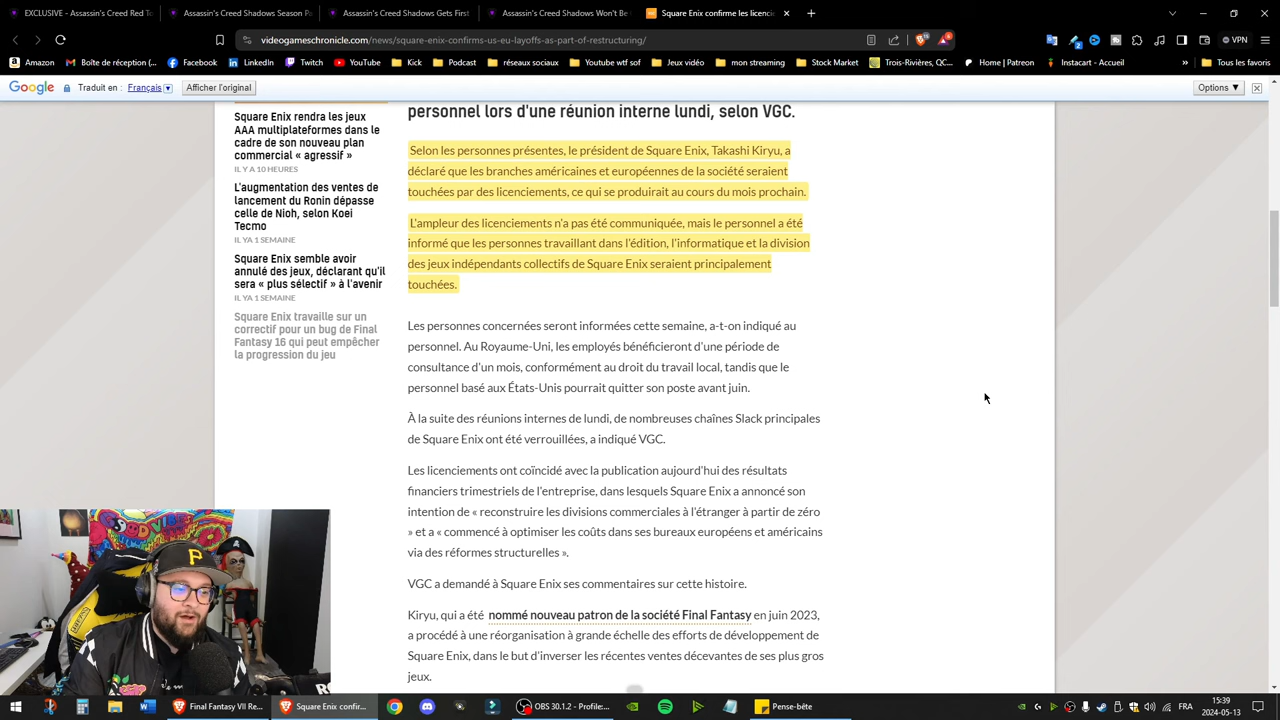 EXCLUSIVE - Assassin's Creed Red To
Assassin's Creed Shadows Season Pa
Assassin's Creed Shadows Gets First
Assassin's Creed Shadows Won't Be
Square Enix confirme les licencie
videogameschronicle.com/news/square-enix-confirms-us-eu-layoffs-as-part-of-restructuring/
VPN
Amazon
Boîte de réception (...
Facebook
LinkedIn
Twitch
YouTube
Kick
Podcast
réseaux sociaux
Youtube wtf sof
Jeux vidéo
mon streaming
Stock Market
Trois-Rivières, QC...
Home | Patreon
Instacart - Accueil
Tous les favoris
Google
Traduit en :
Français
Afficher l'original
Options ▼
Square Enix rendra les jeux
AAA multiplateformes dans le
cadre de son nouveau plan
commercial « agressif »
IL Y A 10 HEURES
L'augmentation des ventes de
lancement du Ronin dépasse
celle de Nioh, selon Koei
Tecmo
IL YA 1 SEMAINE
Square Enix semble avoir
annulé des jeux, déclarant qu'il
sera « plus sélectif » à l'avenir
IL YA 1 SEMAINE
Square Enix travaille sur un
correctif pour un bug de Final
Fantasy 16 qui peut empêcher
la progression du jeu
personnel lors d'une réunion interne lundi, selon VGC.
Selon les personnes présentes, le président de Square Enix, Takashi Kiryu, a
déclaré que les branches américaines et européennes de la société seraient
touchées par des licenciements, ce qui se produirait au cours du mois prochain.
L'ampleur des licenciements n'a pas été communiquée, mais le personnel a été
informé que les personnes travaillant dans l'édition, l'informatique et la division
des jeux indépendants collectifs de Square Enix seraient principalement
touchées.
Les personnes concernées seront informées cette semaine, a-t-on indiqué au
personnel. Au Royaume-Uni, les employés bénéficieront d'une période de
consultance d'un mois, conformément au droit du travail local, tandis que le
personnel basé aux États-Unis pourrait quitter son poste avant juin.
À la suite des réunions internes de lundi, de nombreuses chaînes Slack principales
de Square Enix ont été verrouillées, a indiqué VGC.
Les licenciements ont coïncidé avec la publication aujourd'hui des résultats
financiers trimestriels de l'entreprise, dans lesquels Square Enix a annoncé son
intention de « reconstruire les divisions commerciales à l'étranger à partir de zéro
» et a « commencé à optimiser les coûts dans ses bureaux européens et américains
via des réformes structurelles ».
VGC a demandé à Square Enix ses commentaires sur cette histoire.
Kiryu, qui a été nommé nouveau patron de la société Final Fantasy en juin 2023,
a procédé à une réorganisation à grande échelle des efforts de développement de
Square Enix, dans le but d'inverser les récentes ventes décevantes de ses plus gros
jeux.
GOOD VIBES
P
Final Fantasy VII Re...
Square Enix confir...
OBS 30.1.2 - Profile:...
Pense-bête
FR
15:39
2024-05-13